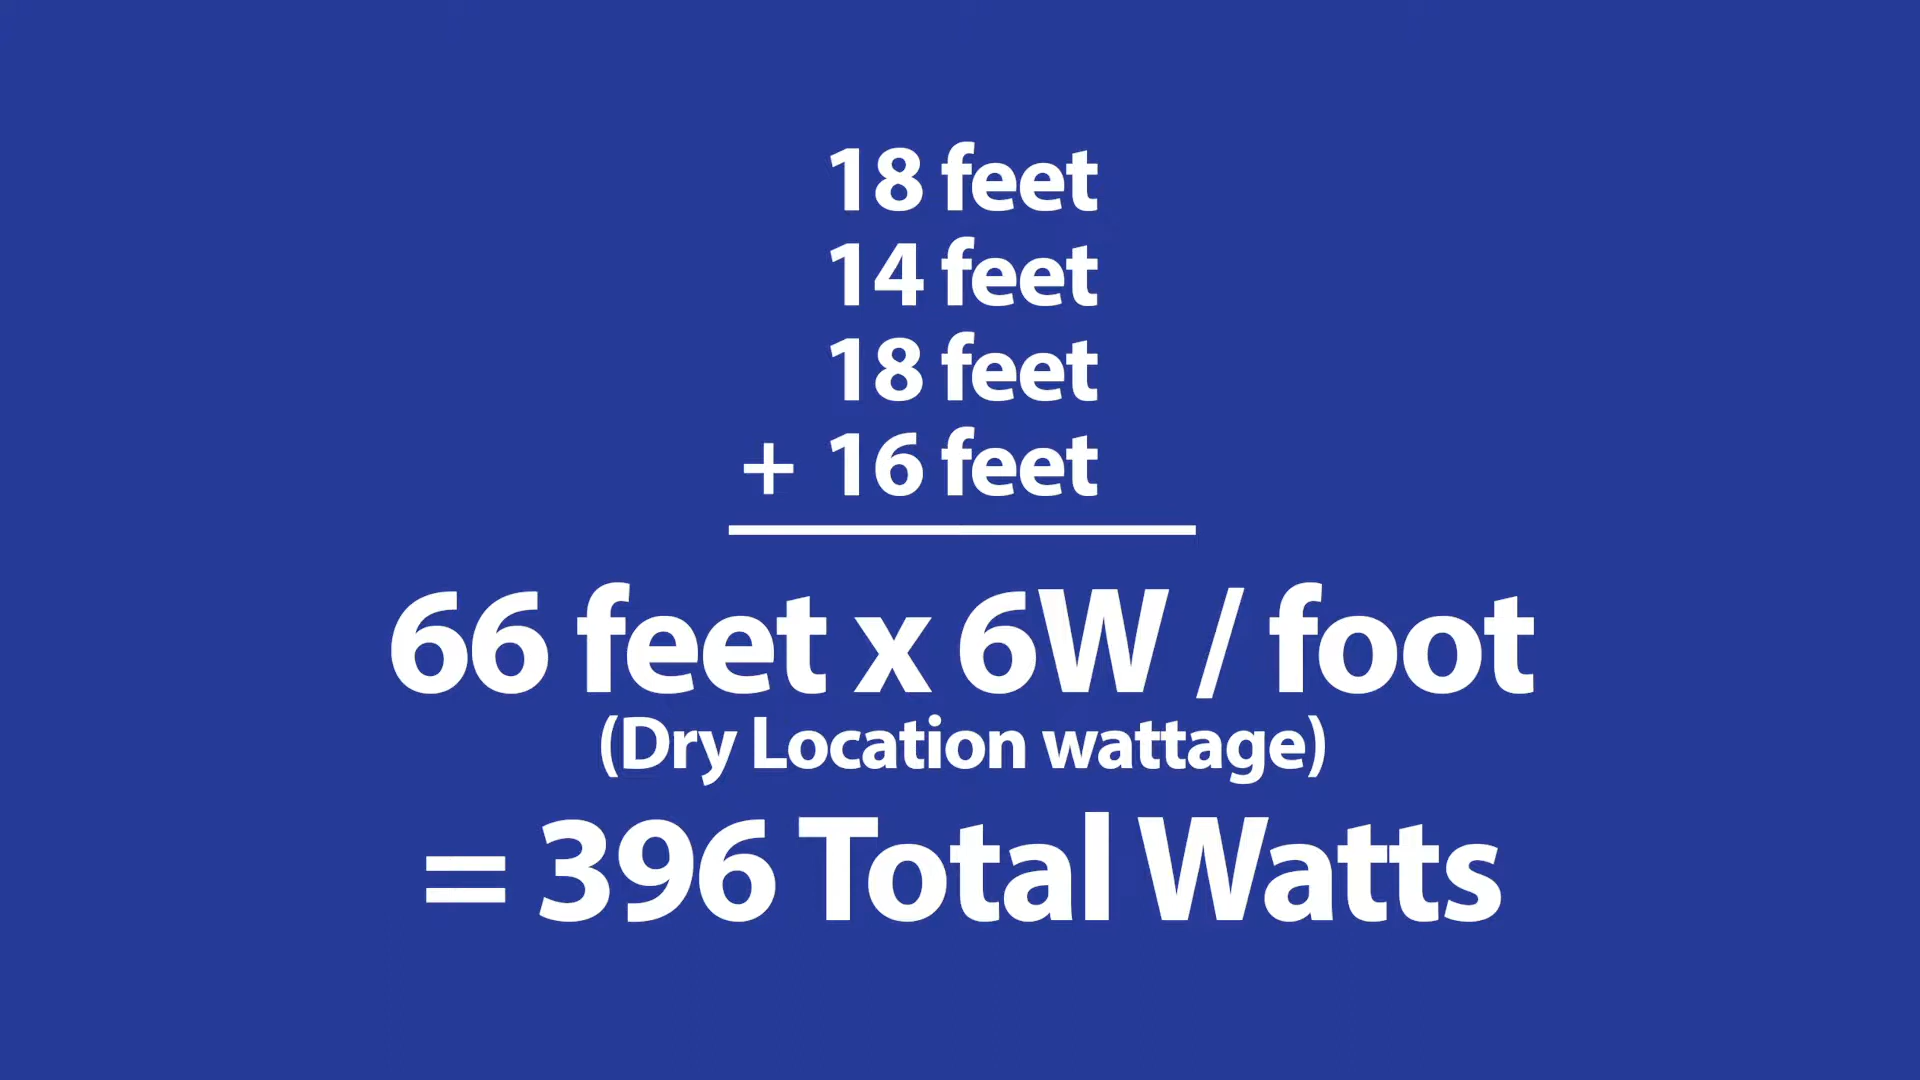 18 feet
14 feet
18 feet
+ 16 feet
66 feet x 6W / foot
(Dry Location wattage)
= 396 Total Watts